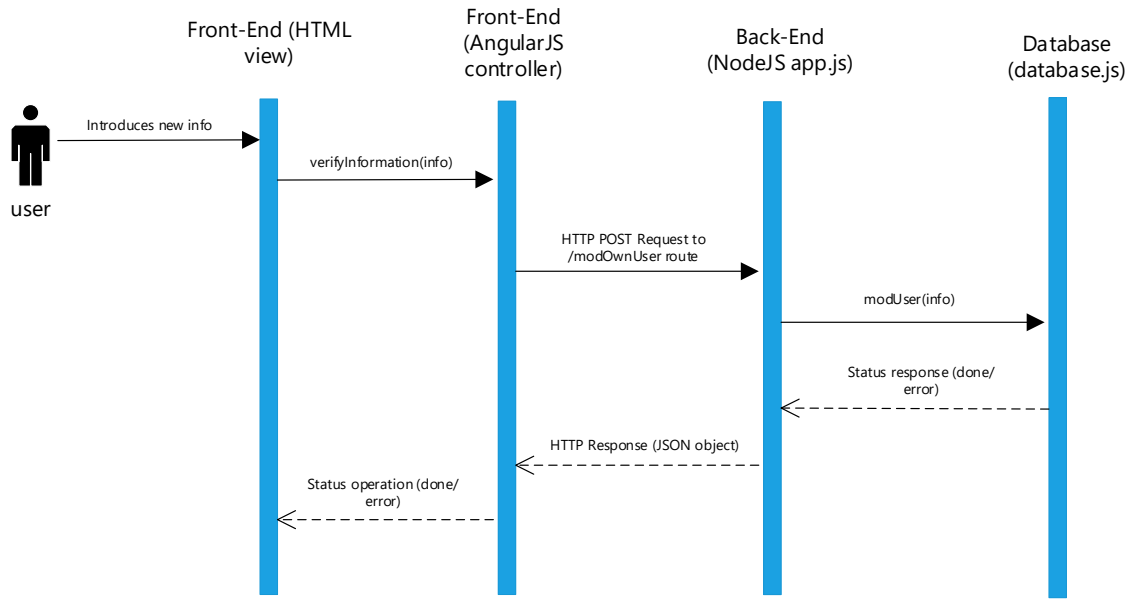 Front-End (HTML
view)
Front-End
(AngularJS
controller)
Back-End
(NodeJS app.js)
Database
(database.js)
Introduces new info
user
verifyInformation(info)
HTTP POST Request to
/modOwnUser route
modUser(info)
Status response (done/
error)
HTTP Response (JSON object)
Status operation (done/
error)